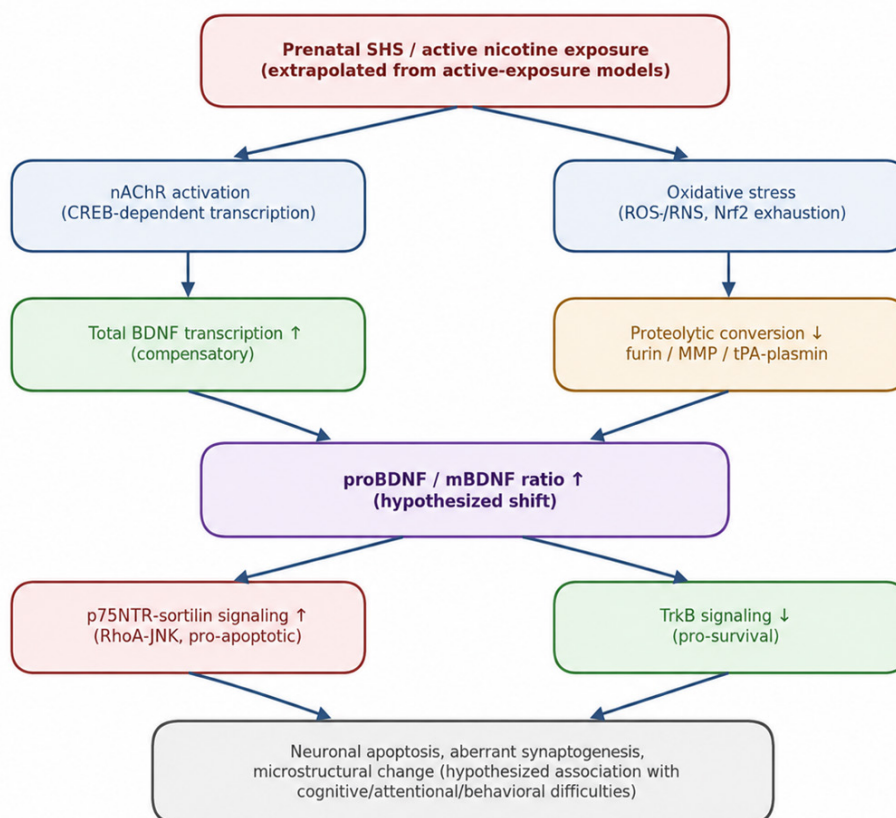 Prenatal SHS / active nicotine exposure
(extrapolated from active-exposure models)
nAChR activation
(CREB-dependent transcription)
Oxidative stress
(ROS-/RNS, Nrf2 exhaustion)
Total BDNF transcription ↑
(compensatory)
Proteolytic conversion ↓
furin / MMP / tPA-plasmin
proBDNF / mBDNF ratio ↑
(hypothesized shift)
p75NTR-sortilin signaling ↑
(RhoA-JNK, pro-apoptotic)
TrkB signaling ↓
(pro-survival)
Neuronal apoptosis, aberrant synaptogenesis,
microstructural change (hypothesized association with
cognitive/attentional/behavioral difficulties)